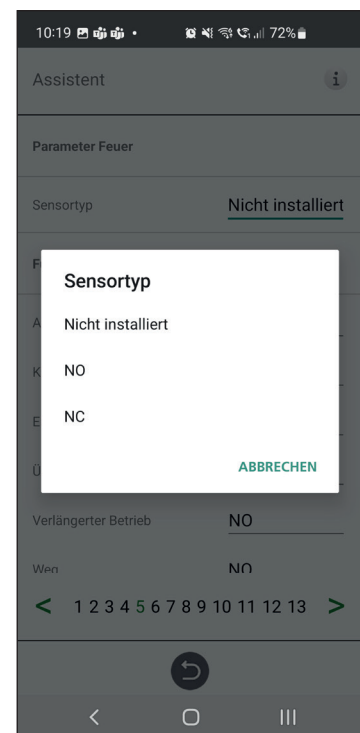 10:19 72%
Assistent i
Parameter Feuer
Sensortyp Nicht installiert
F
Sensortyp
A
Nicht installiert
K
NO
E
NC
Ü
ABBRECHEN
Verlängerter Betrieb NO
Weg NO
< 1 2 3 4 5 6 7 8 9 10 11 12 13 >